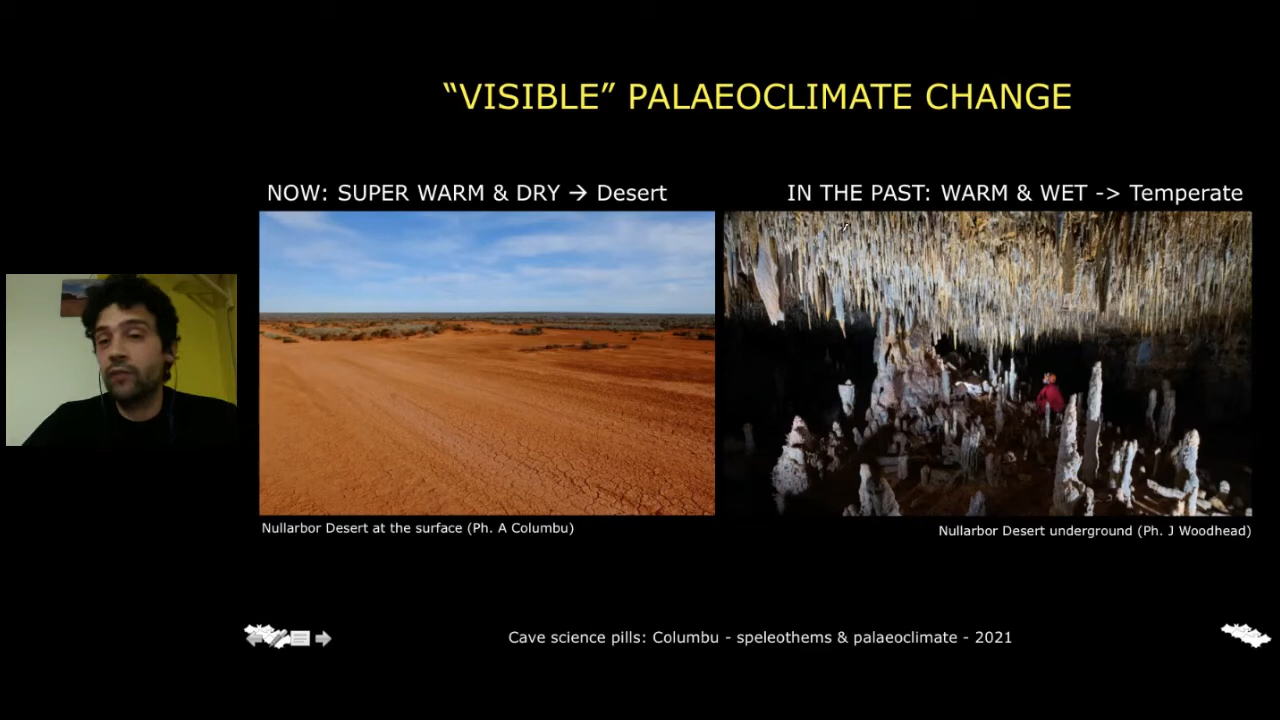 “VISIBLE” PALAEOCLIMATE CHANGE
NOW: SUPER WARM & DRY → Desert
IN THE PAST: WARM & WET -> Temperate
Nullarbor Desert at the surface (Ph. A Columbu)
Nullarbor Desert underground (Ph. J Woodhead)
Cave science pills: Columbu - speleothems & palaeoclimate - 2021